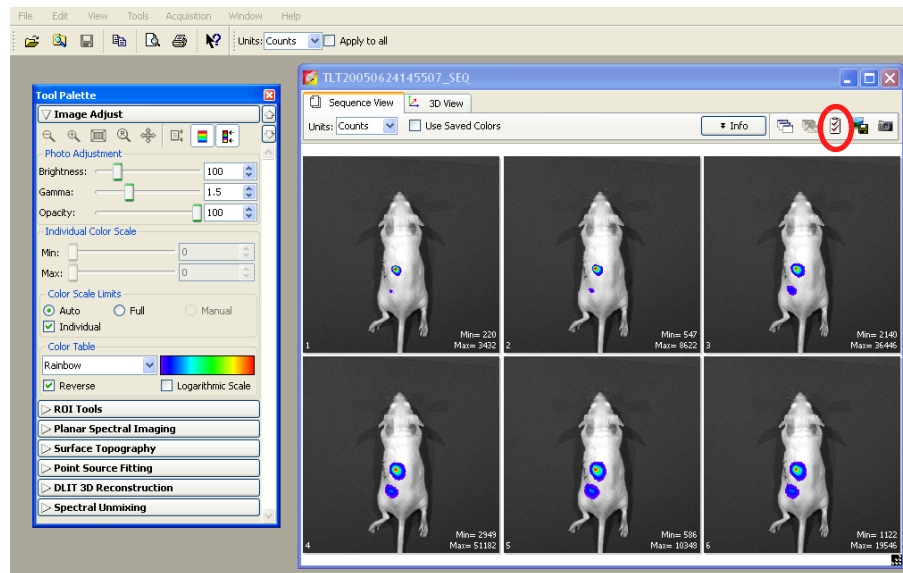 File Edit View Tools Acquisition Window Help
Units: Counts Apply to all
Tool Palette
Image Adjust
Photo Adjustment
Brightness: 100
Gamma: 1.5
Opacity: 100
Individual Color Scale
Min: 0
Max: 0
Color Scale Limits
Auto Full Manual
Individual
Color Table
Rainbow
Reverse Logarithmic Scale
ROI Tools
Planar Spectral Imaging
Surface Topography
Point Source Fitting
DLIT 3D Reconstruction
Spectral Unmixing
TLT20050624145507_SEQ
Sequence View 3D View
Units: Counts Use Saved Colors Info
Min= 220
1 Max= 3432
Min= 547
2 Max= 8622
Min= 2140
3 Max= 36446
Min= 2949
4 Max= 51182
Min= 586
5 Max= 10348
Min= 1122
6 Max= 19546